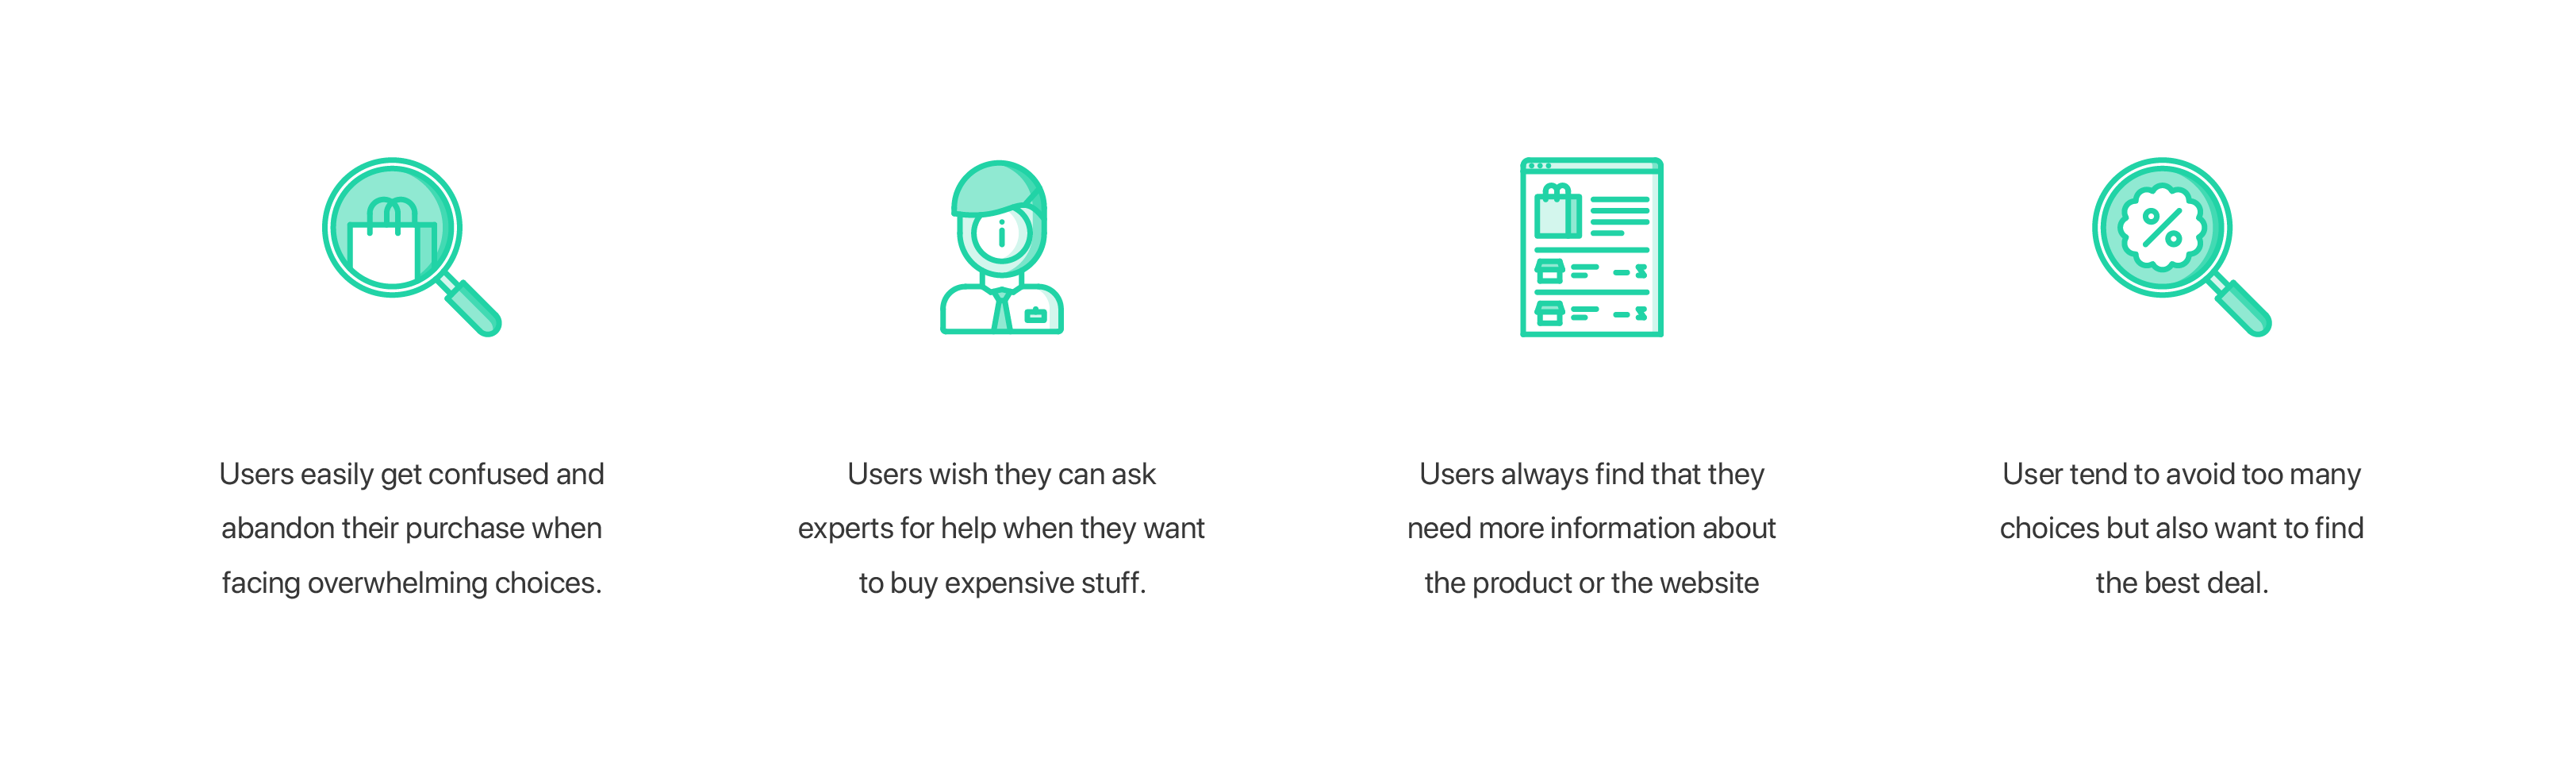 Users easily get confused and
abandon their purchase when
facing overwhelming choices.
Users wish they can ask
experts for help when they want
to buy expensive stuff.
Users always find that they
need more information about
the product or the website
User tend to avoid too many
choices but also want to find
the best deal.